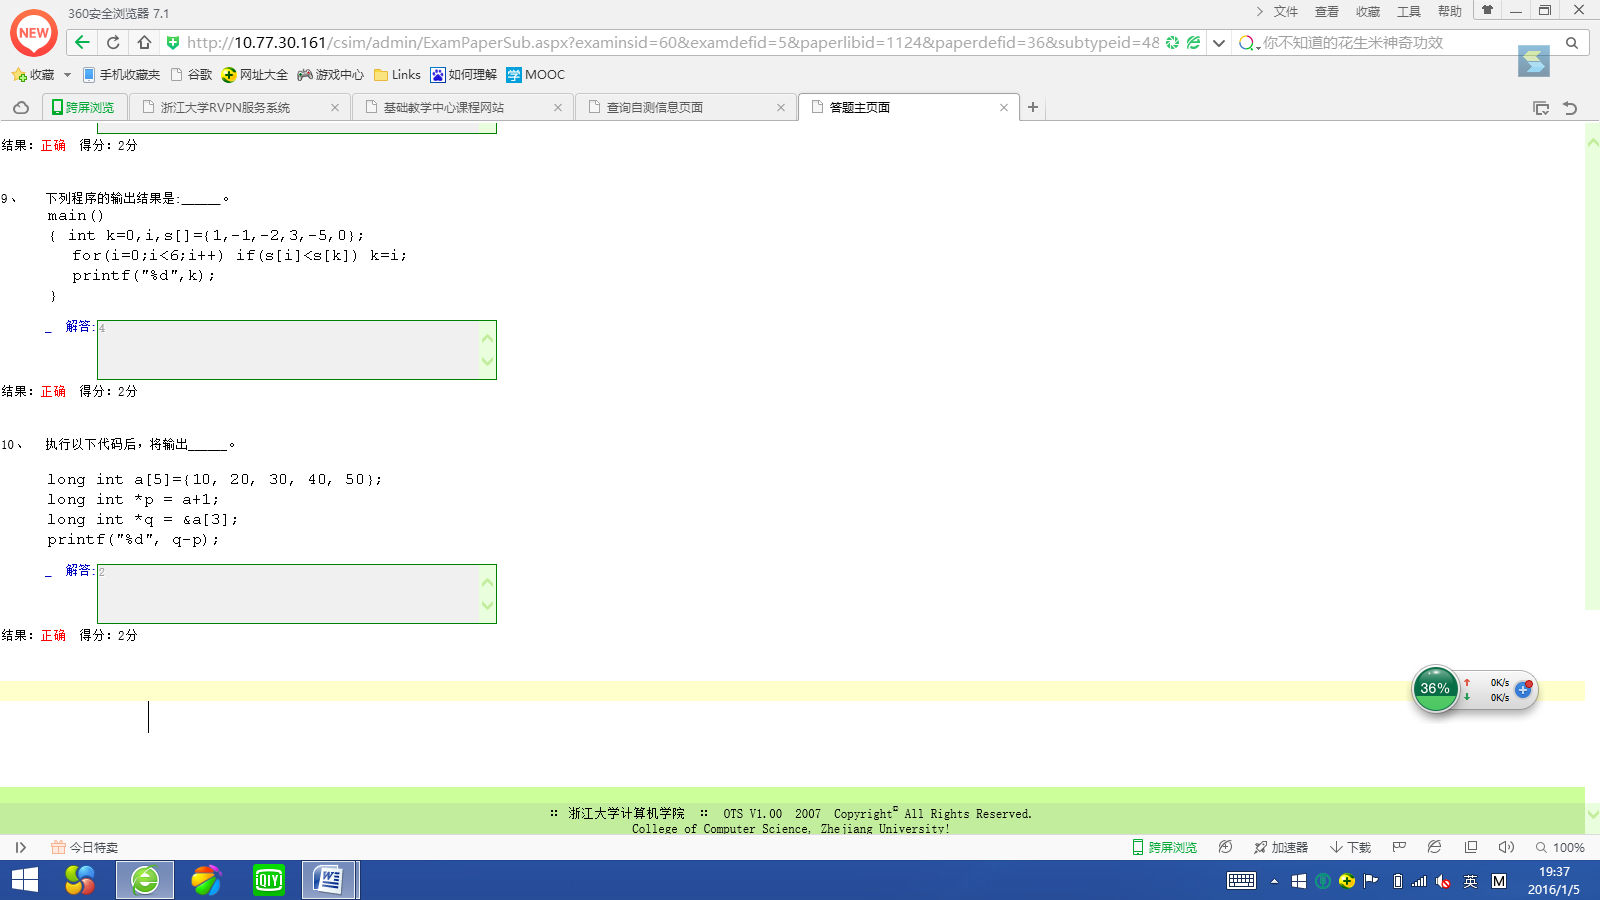 360安全浏览器 7.1
文件 查看 收藏 工具 帮助
NEW
http://10.77.30.161/csim/admin/ExamPaperSub.aspx?examinsid=60&examdefid=5&paperlibid=1124&paperdefid=36&subtypeid=4&
你不知道的花生米神奇功效
收藏 手机收藏夹 谷歌 网址大全 游戏中心 Links 如何理解 学 MOOC
跨屏浏览 浙江大学RVPN服务系统 基础教学中心课程网站 查询自测信息页面 答题主页面
结果: 正确 得分: 2分
9、 下列程序的输出结果是:______。
main()
{ int k=0,i,s[]={1,-1,-2,3,-5,0};
for(i=0;i<6;i++) if(s[i]<s[k]) k=i;
printf("%d",k);
}
_ 解答: 4
结果: 正确 得分: 2分
10、 执行以下代码后，将输出______。
long int a[5]={10, 20, 30, 40, 50};
long int *p = a+1;
long int *q = &a[3];
printf("%d", q-p);
_ 解答: 2
结果: 正确 得分: 2分
36% 0K/s
0K/s
:: 浙江大学计算机学院 :: OTS V1.00 2007 Copyright© All Rights Reserved.
College of Computer Science, Zhejiang University!
今日特卖 跨屏浏览 加速器 下载 100%
QIY 英 M 19:37
2016/1/5